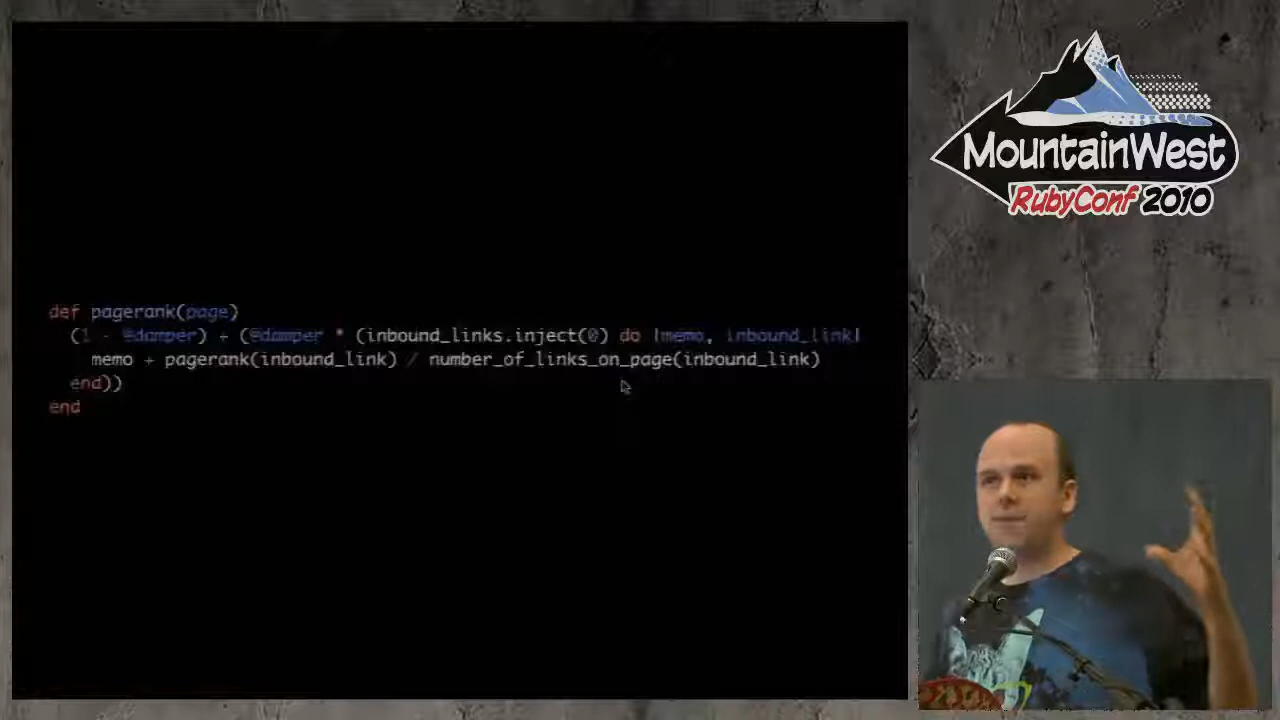 def pagerank(page)
(1 - @damper) + (@damper * (inbound_links.inject(0) do |memo, inbound_link|
memo + pagerank(inbound_link) / number_of_links_on_page(inbound_link)
end))
end
MountainWest
RubyConf 2010